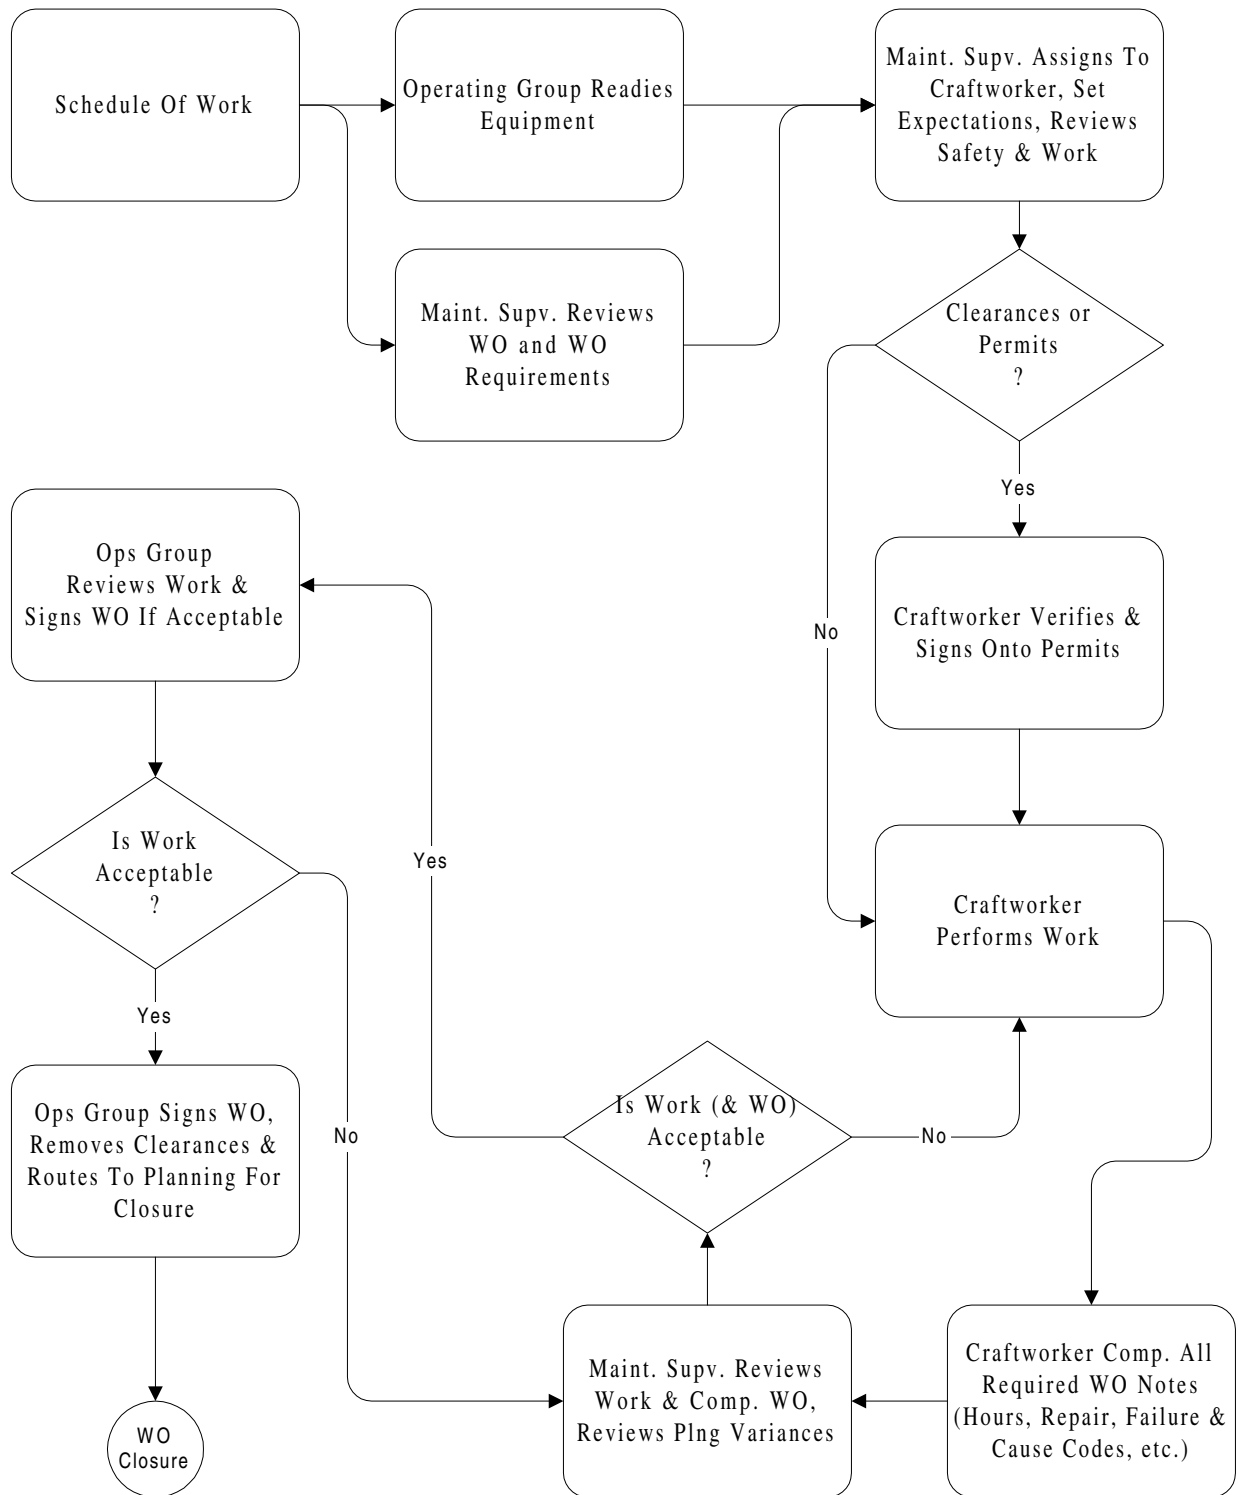 Schedule Of Work
Operating Group Readies
Equipment
Maint. Supv. Assigns To
Craftworker, Set
Expectations, Reviews
Safety & Work
Maint. Supv. Reviews
WO and WO
Requirements
Clearances or
Permits
?
Yes
No
Craftworker Verifies &
Signs Onto Permits
Craftworker
Performs Work
Craftworker Comp. All
Required WO Notes
(Hours, Repair, Failure &
Cause Codes, etc.)
Maint. Supv. Reviews
Work & Comp. WO,
Reviews Plng Variances
Is Work (& WO)
Acceptable
?
No
Yes
Ops Group
Reviews Work &
Signs WO If Acceptable
Is Work
Acceptable
?
No
Yes
Ops Group Signs WO,
Removes Clearances &
Routes To Planning For
Closure
WO
Closure